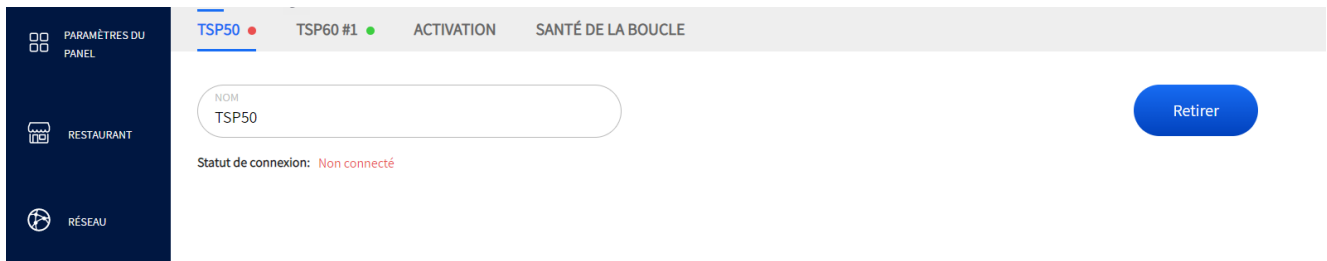 PARAMÈTRES DU
PANEL
RESTAURANT
RÉSEAU
TSP50 TSP60 #1 ACTIVATION SANTÉ DE LA BOUCLE
NOM
TSP50
Retirer
Statut de connexion: Non connecté